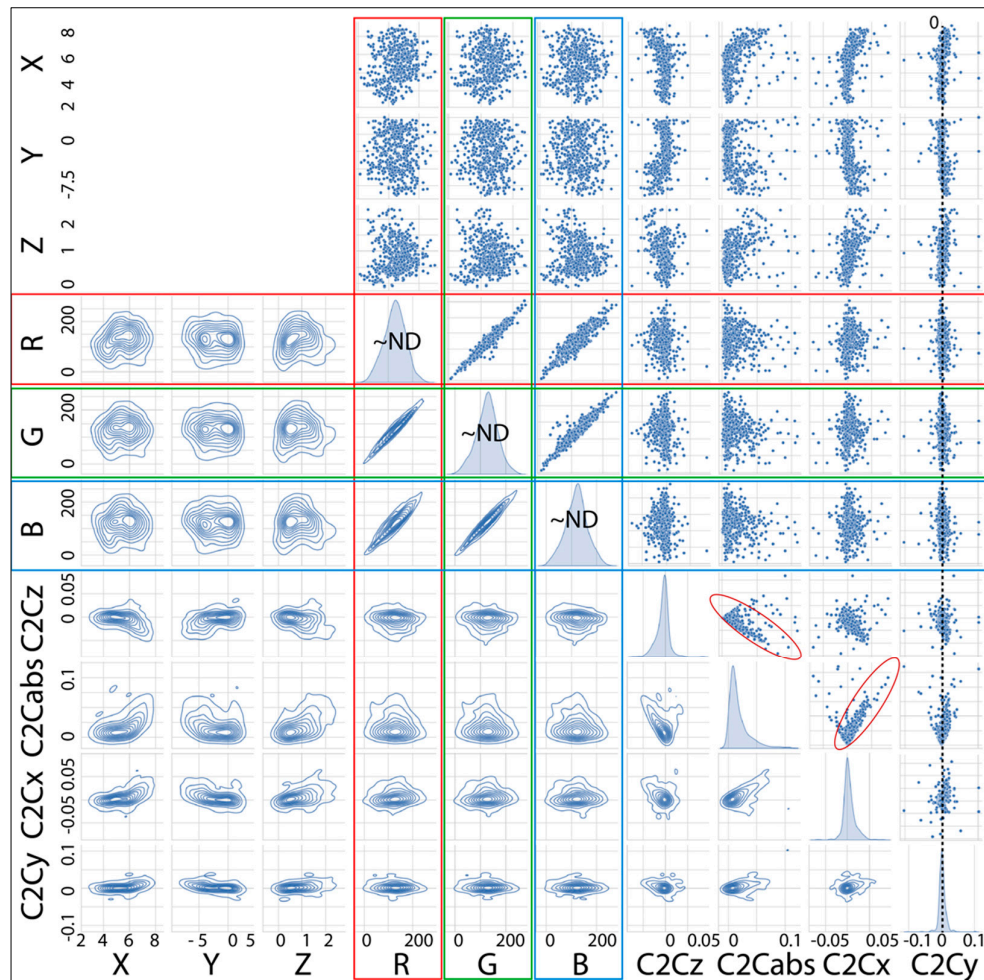 0
X 2 4 6 8
Y -7.5 0
Z 0 1 2
R 0 200
~ND
G 0 200
~ND
B 0 200
~ND
C2Cz 0 0.05
C2Cabs 0 0.1
C2Cx -0.05 0.05
C2Cy -0.1 0 0.1
2 4 6 8 -5 0 5 0 1 2 0 200 0 200 0 200 0 0.05 0 0.1 -0.05 0.05 -0.1 0 0.1
X Y Z R G B C2Cz C2Cabs C2Cx C2Cy